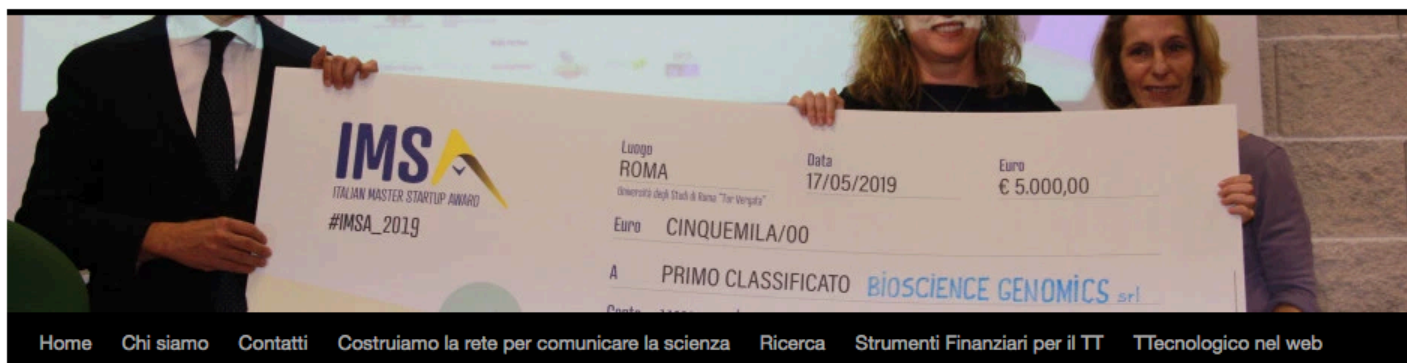 IMSA
ITALIAN MASTER STARTUP AWARD
#IMSA_2019
Luogo
ROMA
Università degli Studi di Roma "Tor Vergata"
Data
17/05/2019
Euro
€ 5.000,00
Euro CINQUEMILA/00
A PRIMO CLASSIFICATO BIOSCIENCE GENOMICS srl
Home Chi siamo Contatti Costruiamo la rete per comunicare la scienza Ricerca Strumenti Finanziari per il TT TTecnologico nel web